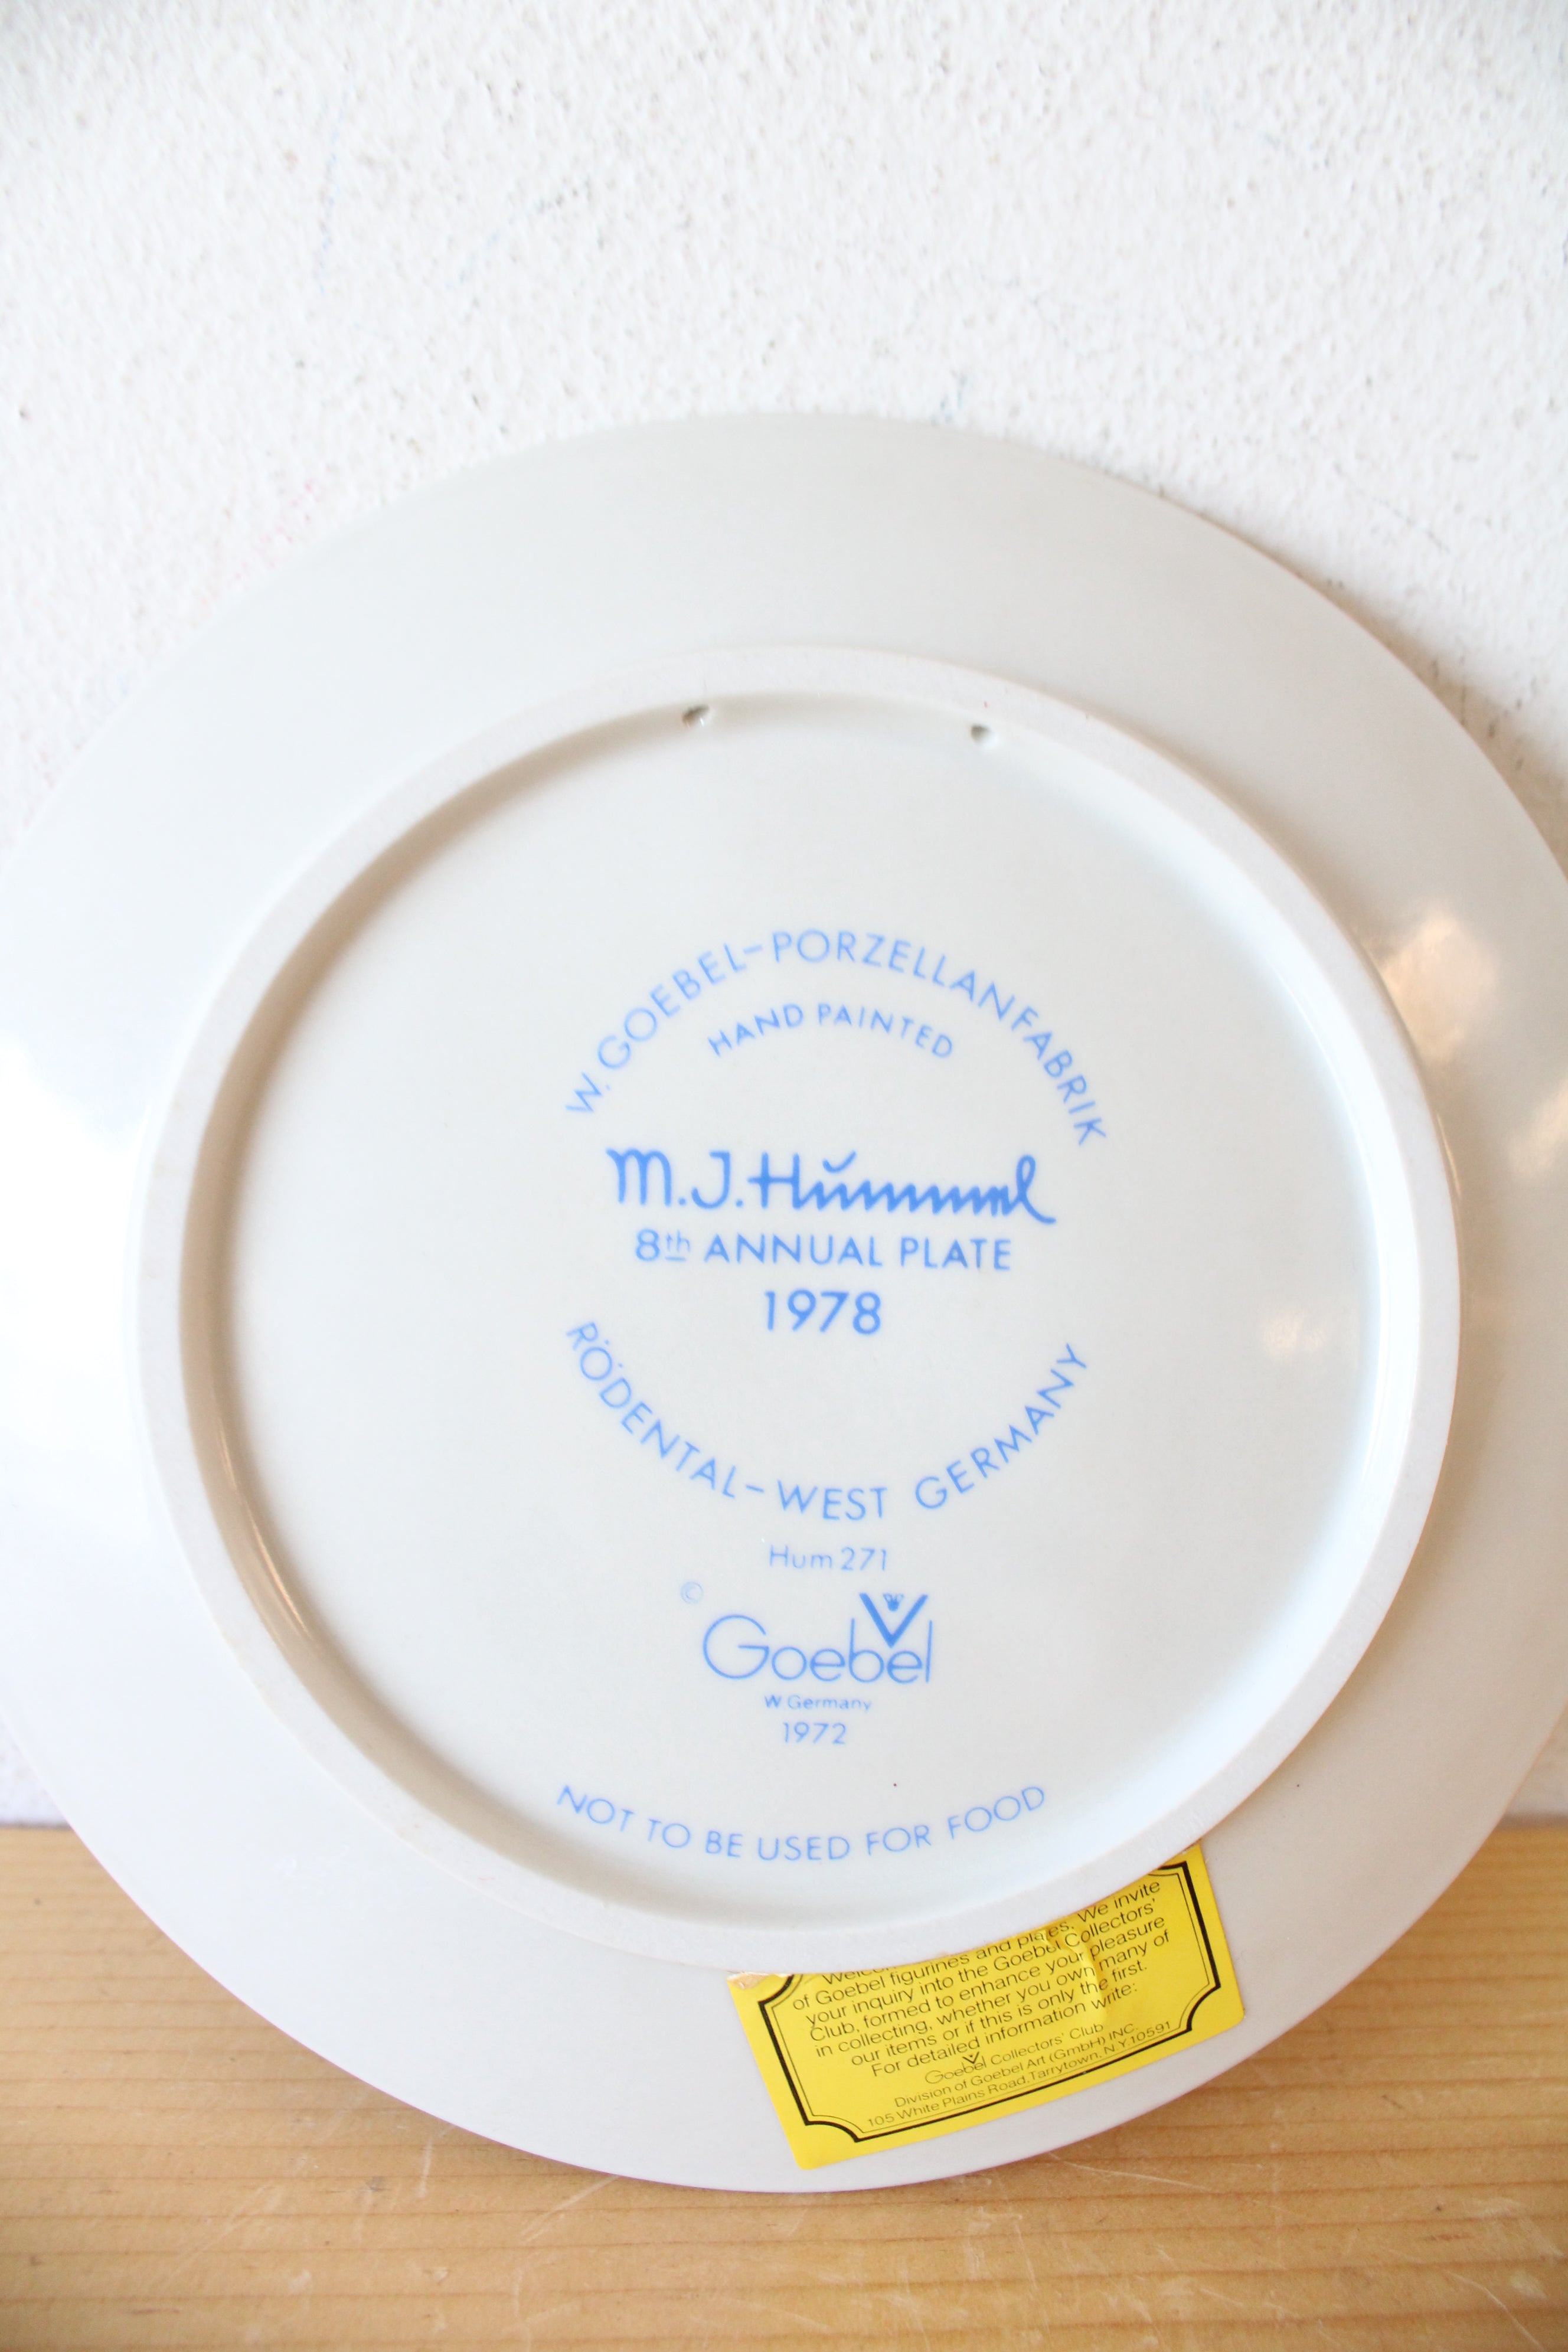 W. GOEBEL-PORZELLANFABRIK
HAND PAINTED
M.J. Hummel
8th ANNUAL PLATE
1978
RÖDENTAL-WEST GERMANY
Hum 271
© Goebel
W. Germany
1972
NOT TO BE USED FOR FOOD
of Goebel figurines and plates. We invite
your inquiry into the Goebel Collectors'
Club, formed to enhance your pleasure
in collecting, whether you own many of
our items or if this is only the first.
For detailed information write:
Goebel Collectors' Club
Division of Goebel Art (GmbH) INC.
105 White Plains Road, Tarrytown, N.Y. 10591